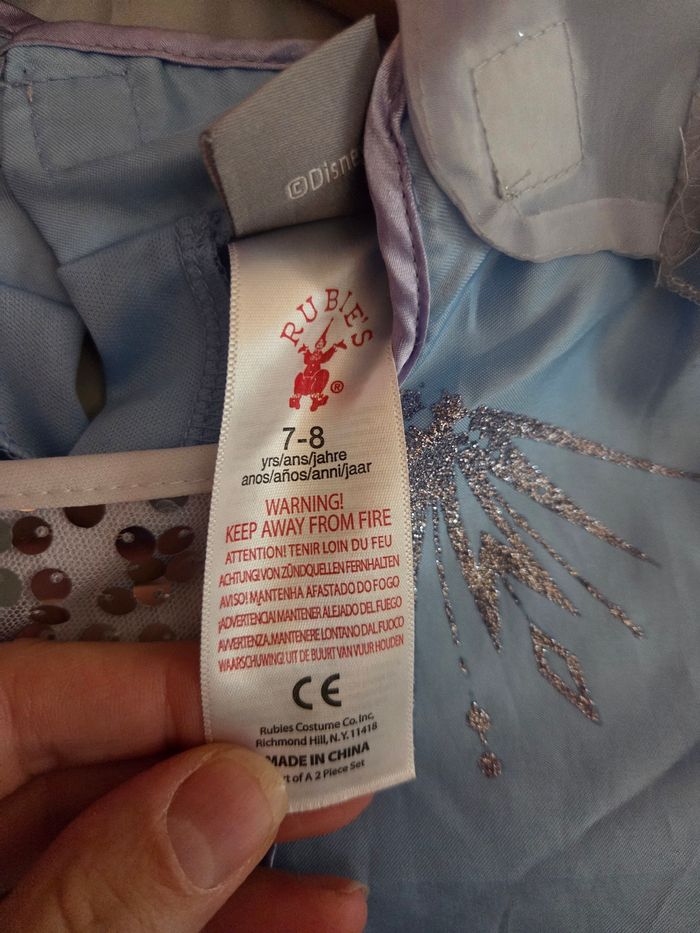 ©Disne
RUBIE'S
®
7-8
yrs/ans/jahre
anos/años/anni/jaar
WARNING!
KEEP AWAY FROM FIRE
ATTENTION! TENIR LOIN DU FEU
ACHTUNG!VON ZÜNDQUELLEN FERNHALTEN
AVISO! MANTENHA AFASTADO DO FOGO
¡ADVERTENCIA! MANTENER ALEJADO DEL FUEGO
AVVERTENZA.MANTENERE LONTANO DAL FUOCO
WAARSCHUWING! UIT DE BUURT VAN VUUR HOUDEN
CE
Rubies Costume Co. Inc,
Richmond Hill, N.Y. 11418
MADE IN CHINA
rt of A 2 Piece Set